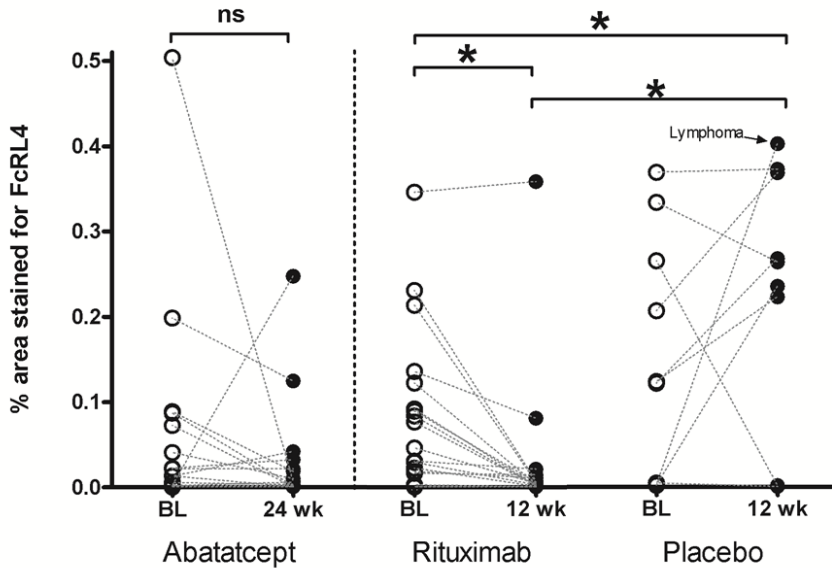 ns
*
*
*
Lymphoma
% area stained for FcRL4
0.5
0.4
0.3
0.2
0.1
0.0
BL 24 wk BL 12 wk BL 12 wk
Abatatcept Rituximab Placebo